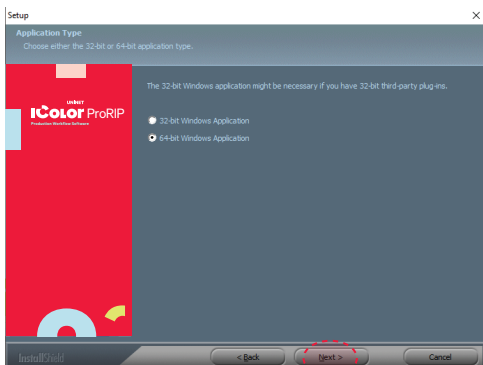 Setup
Application Type
Choose either the 32-bit or 64-bit application type.
The 32-bit Windows application might be necessary if you have 32-bit third-party plug-ins.
UNINET
IColor ProRIP
Production Workflow Software
32-bit Windows Application
64-bit Windows Application
InstallShield
< Back
Next >
Cancel